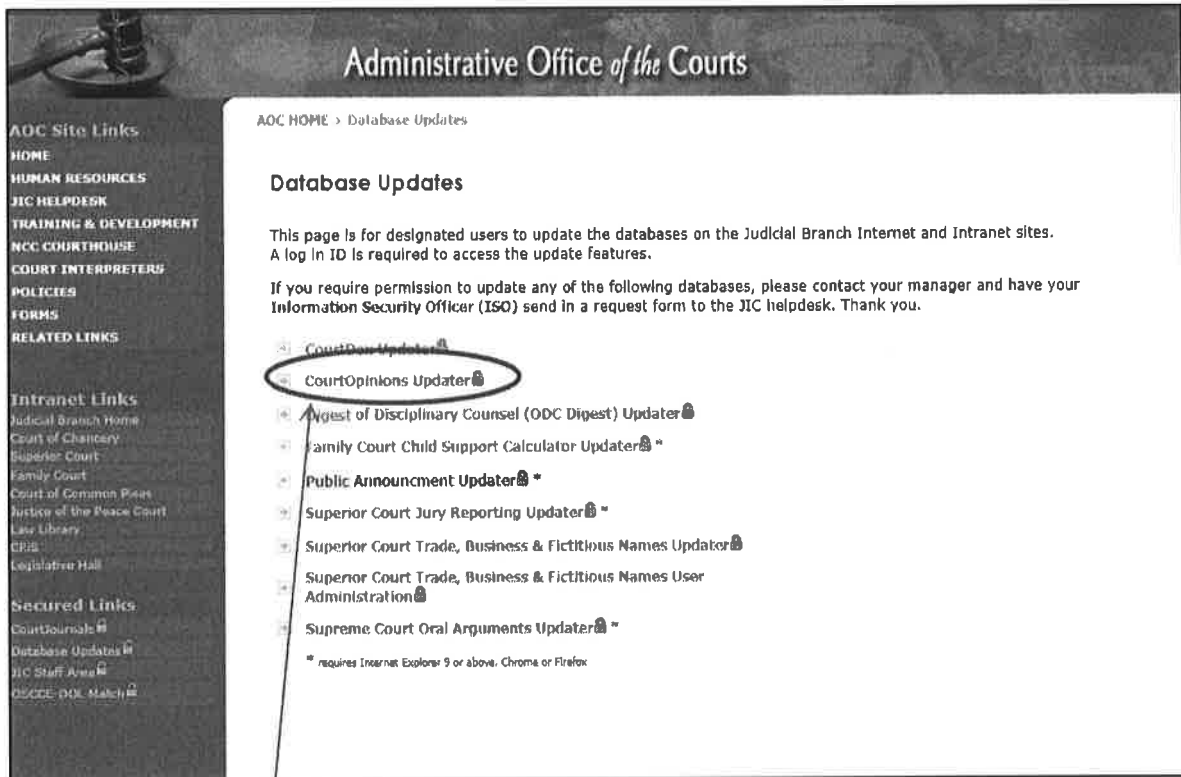 Administrative Office of the Courts
AOC Site Links
HOME
HUMAN RESOURCES
JIC HELPDESK
TRAINING & DEVELOPMENT
NCC COURTHOUSE
COURT INTERPRETERS
POLICIES
FORMS
RELATED LINKS
Intranet Links
Judicial Branch Home
Court of Chancery
Superior Court
Family Court
Court of Common Pleas
Justice of the Peace Court
Law Library
CJIS
Legislative Hall
Secured Links
CourtJournals
Database Updates
JIC Staff Area
OSCCE-DOL Match
AOC HOME > Database Updates
Database Updates
This page is for designated users to update the databases on the Judicial Branch Internet and Intranet sites.
A log in ID is required to access the update features.
If you require permission to update any of the following databases, please contact your manager and have your
Information Security Officer (ISO) send in a request form to the JIC helpdesk. Thank you.
CourtDox Updater
CourtOpinions Updater
Digest of Disciplinary Counsel (ODC Digest) Updater
Family Court Child Support Calculator Updater *
Public Announcment Updater *
Superior Court Jury Reporting Updater *
Superior Court Trade, Business & Fictitious Names Updater
Superior Court Trade, Business & Fictitious Names User
Administration
Supreme Court Oral Arguments Updater *
* requires Internet Explorer 9 or above, Chrome or Firefox